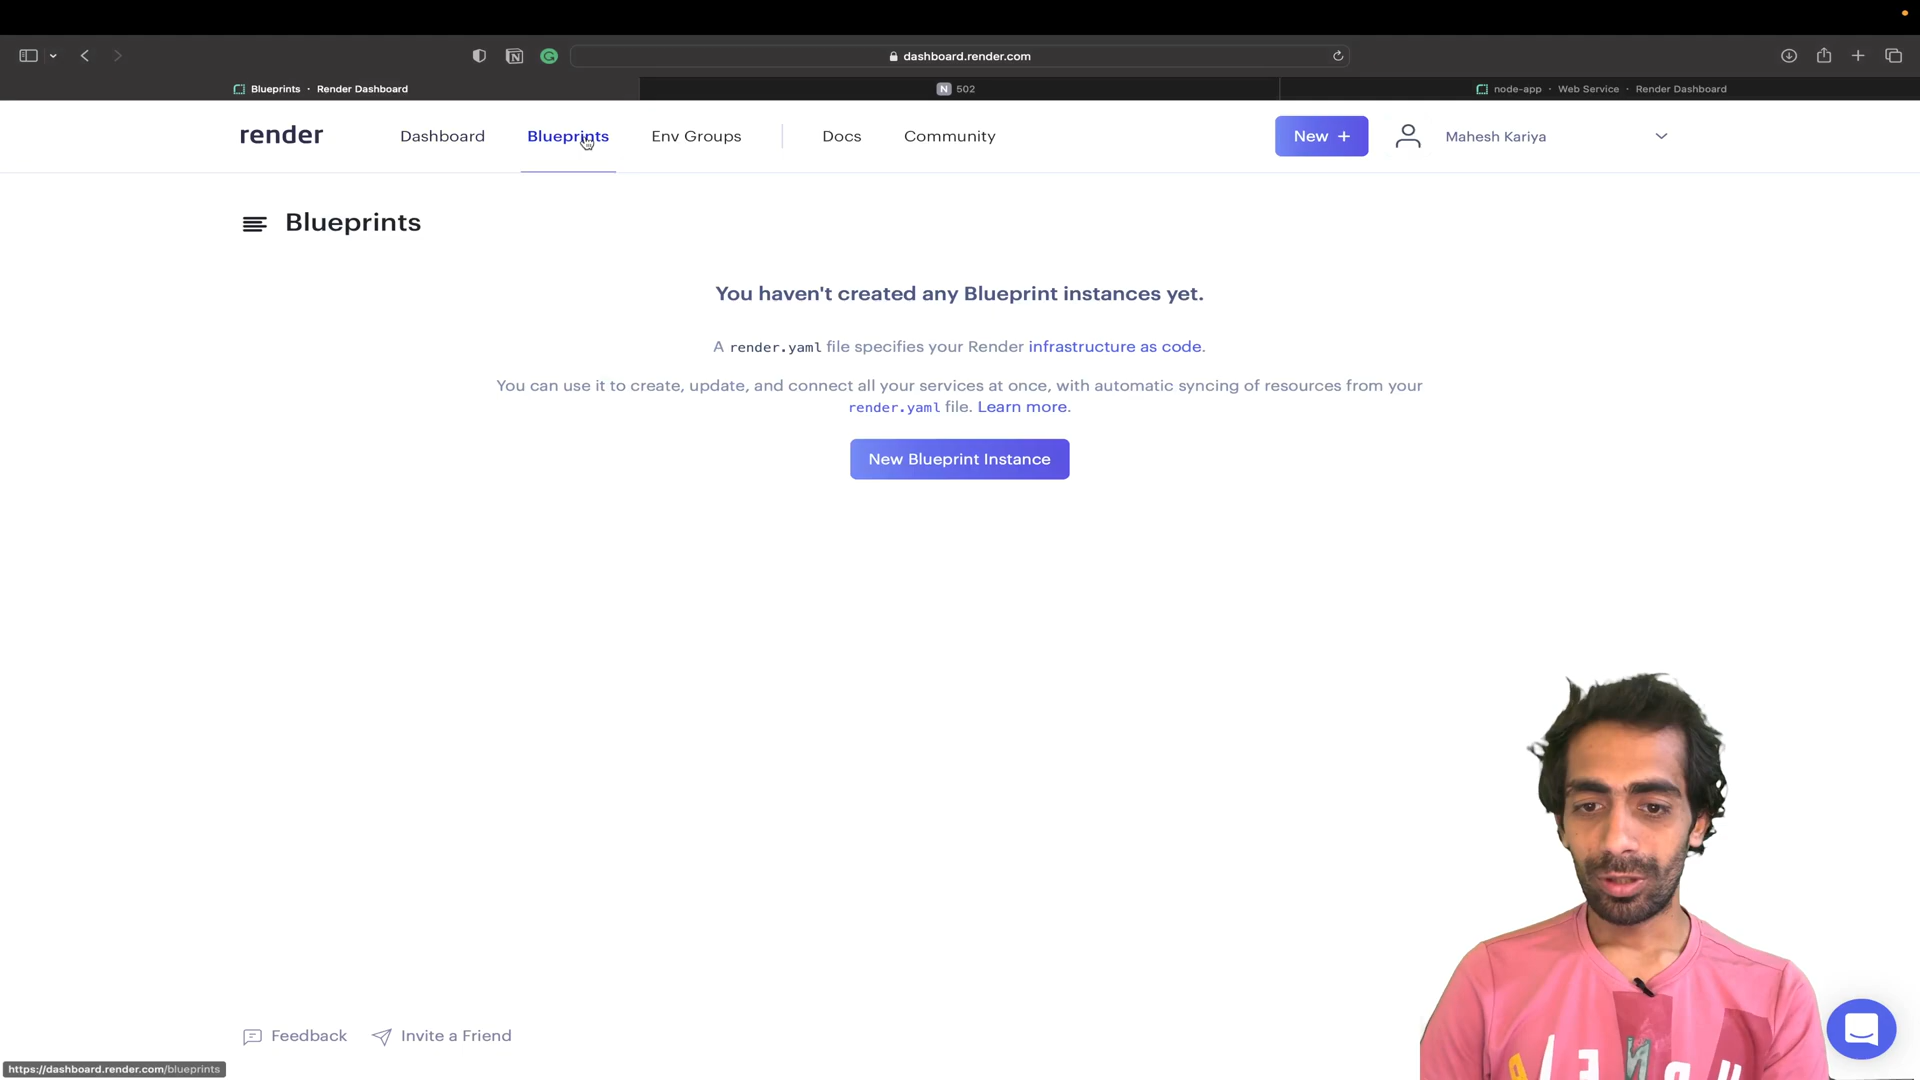 dashboard.render.com
Blueprints · Render Dashboard
N 502
node-app · Web Service · Render Dashboard
render
Dashboard
Blueprints
Env Groups
Docs
Community
New +
Mahesh Kariya
Blueprints
You haven't created any Blueprint instances yet.
A render.yaml file specifies your Render infrastructure as code.
You can use it to create, update, and connect all your services at once, with automatic syncing of resources from your
render.yaml file. Learn more.
New Blueprint Instance
Feedback
Invite a Friend
https://dashboard.render.com/blueprints